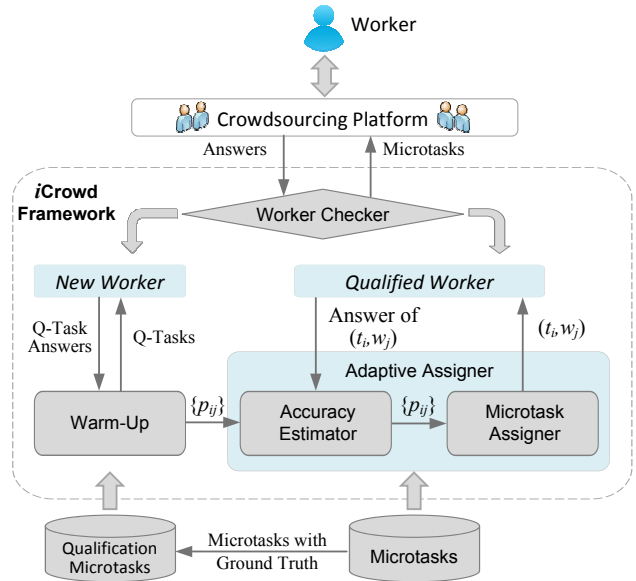 Worker
Crowdsourcing Platform
Answers
Microtasks
iCrowd
Framework
Worker Checker
New Worker
Qualified Worker
Q-Task
Answers
Q-Tasks
Answer of
(ti,wj)
(ti,wj)
Adaptive Assigner
Warm-Up
{pij}
Accuracy
Estimator
{pij}
Microtask
Assigner
Qualification
Microtasks
Microtasks with
Ground Truth
Microtasks